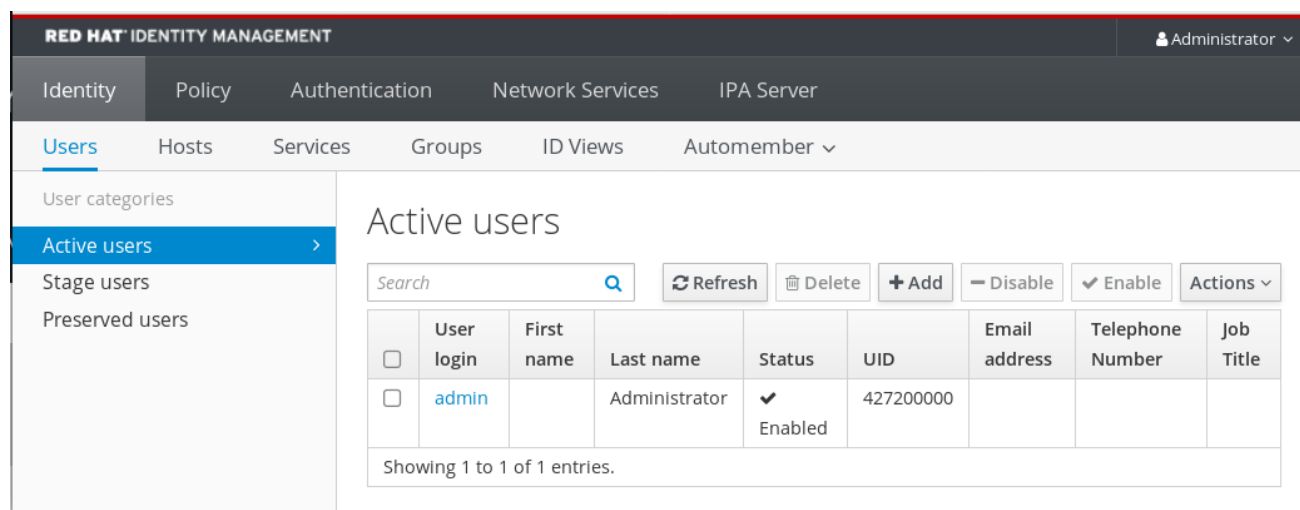 RED HAT IDENTITY MANAGEMENT
Administrator
Identity Policy Authentication Network Services IPA Server
Users Hosts Services Groups ID Views Automember
User categories
Active users
Stage users
Preserved users
Active users
Search Refresh Delete Add Disable Enable Actions
User login First name Last name Status UID Email address Telephone Number Job Title
admin Administrator Enabled 427200000
Showing 1 to 1 of 1 entries.